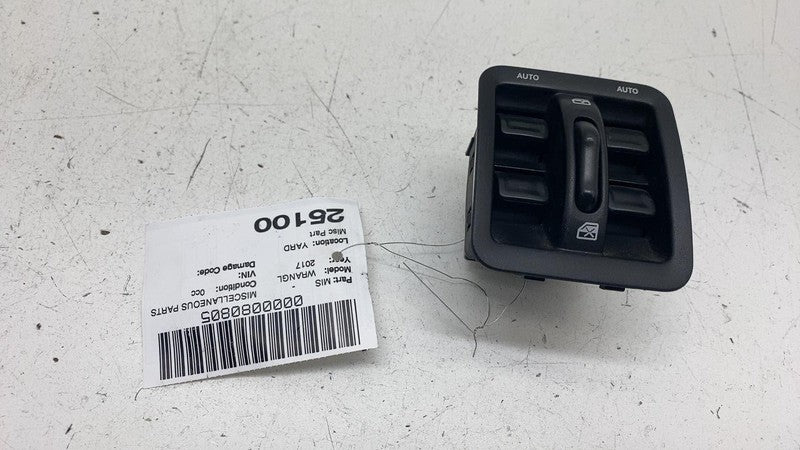 AUTO
AUTO
0000080805
MISCELLANEOUS PARTS
Part: MIS -
Model: WRANGL Condition: 0cc
Year: 2017 VIN:
Location: YARD Damage Code:
Misc Part
25100